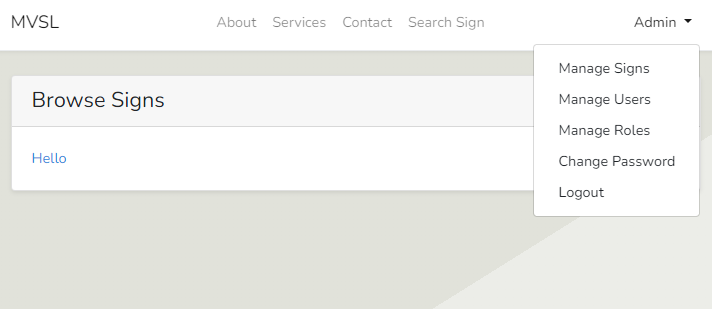 MVSL About Services Contact Search Sign Admin
Manage Signs
Manage Users
Manage Roles
Change Password
Logout
Browse Signs
Hello